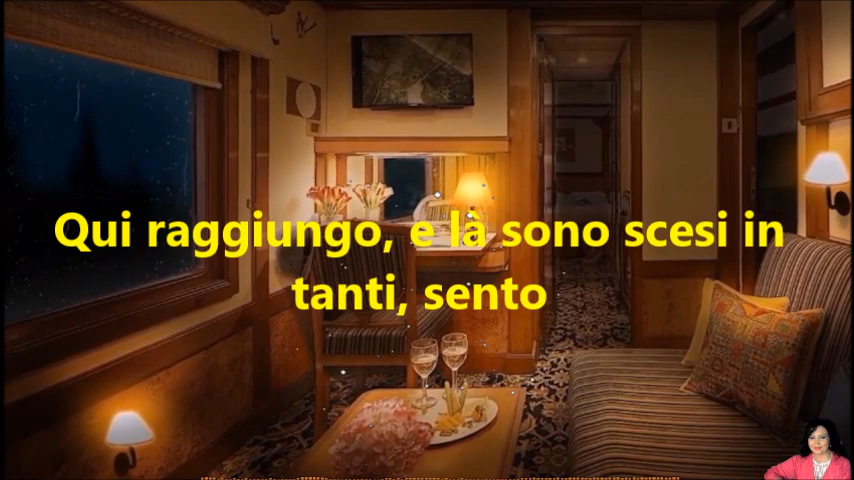 Qui raggiungo, e là sono scesi in
tanti, sento